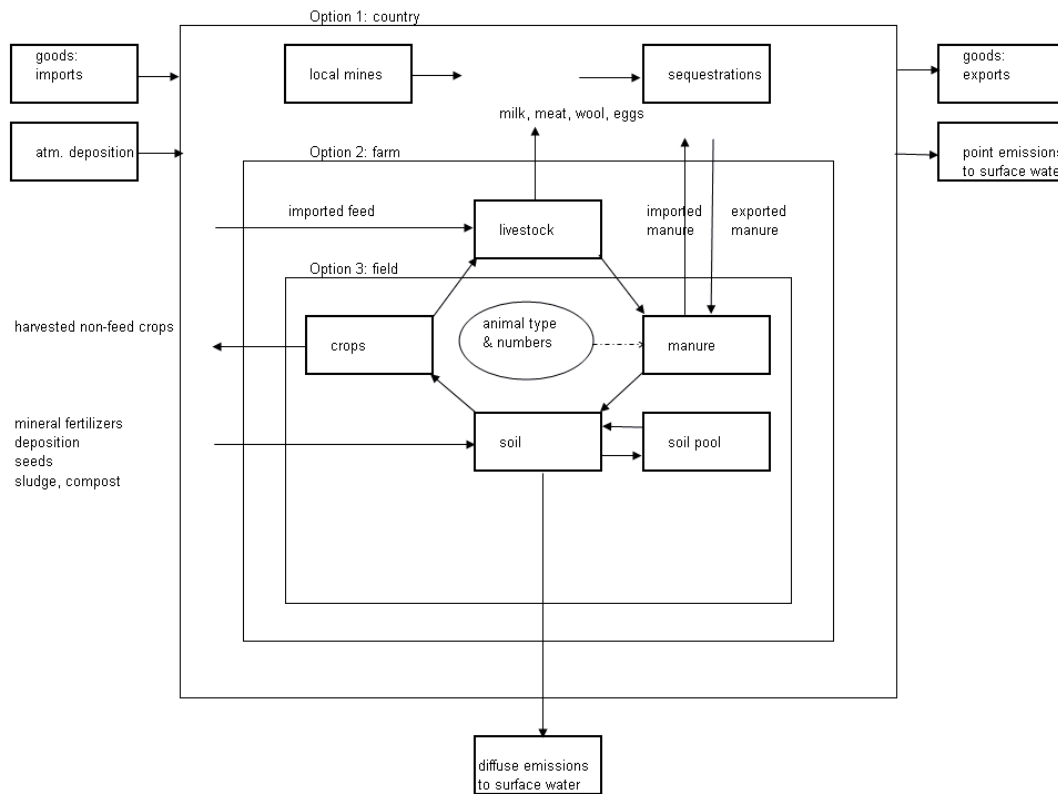 Option 1: country
goods:
imports
local mines
sequestrations
goods:
exports
milk, meat, wool, eggs
atm. deposition
Option 2: farm
point emissions
to surface water
imported feed
livestock
imported
manure
exported
manure
Option 3: field
harvested non-feed crops
crops
animal type
& numbers
manure
mineral fertilizers
deposition
seeds
sludge, compost
soil
soil pool
diffuse emissions
to surface water